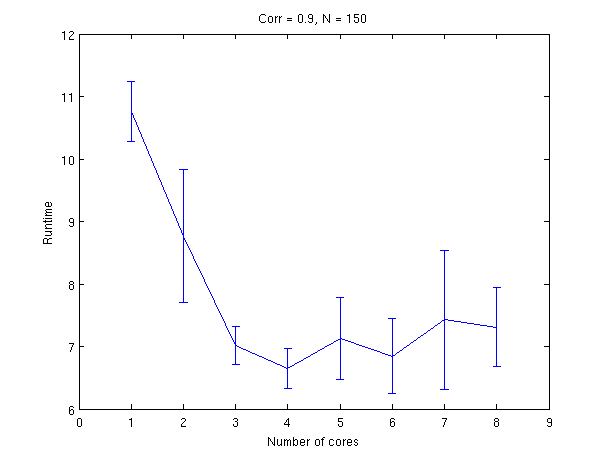 Corr = 0.9, N = 150
12
11
10
9
8
7
6
Runtime
0 1 2 3 4 5 6 7 8 9
Number of cores